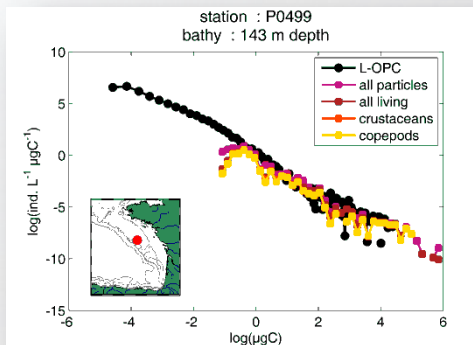 station : P0499
bathy : 143 m depth
log(ind. L⁻¹ µgC⁻¹)
10
5
0
-5
-10
-15
L-OPC
all particles
all living
crustaceans
copepods
-6
-4
-2
0
2
4
6
log(µgC)